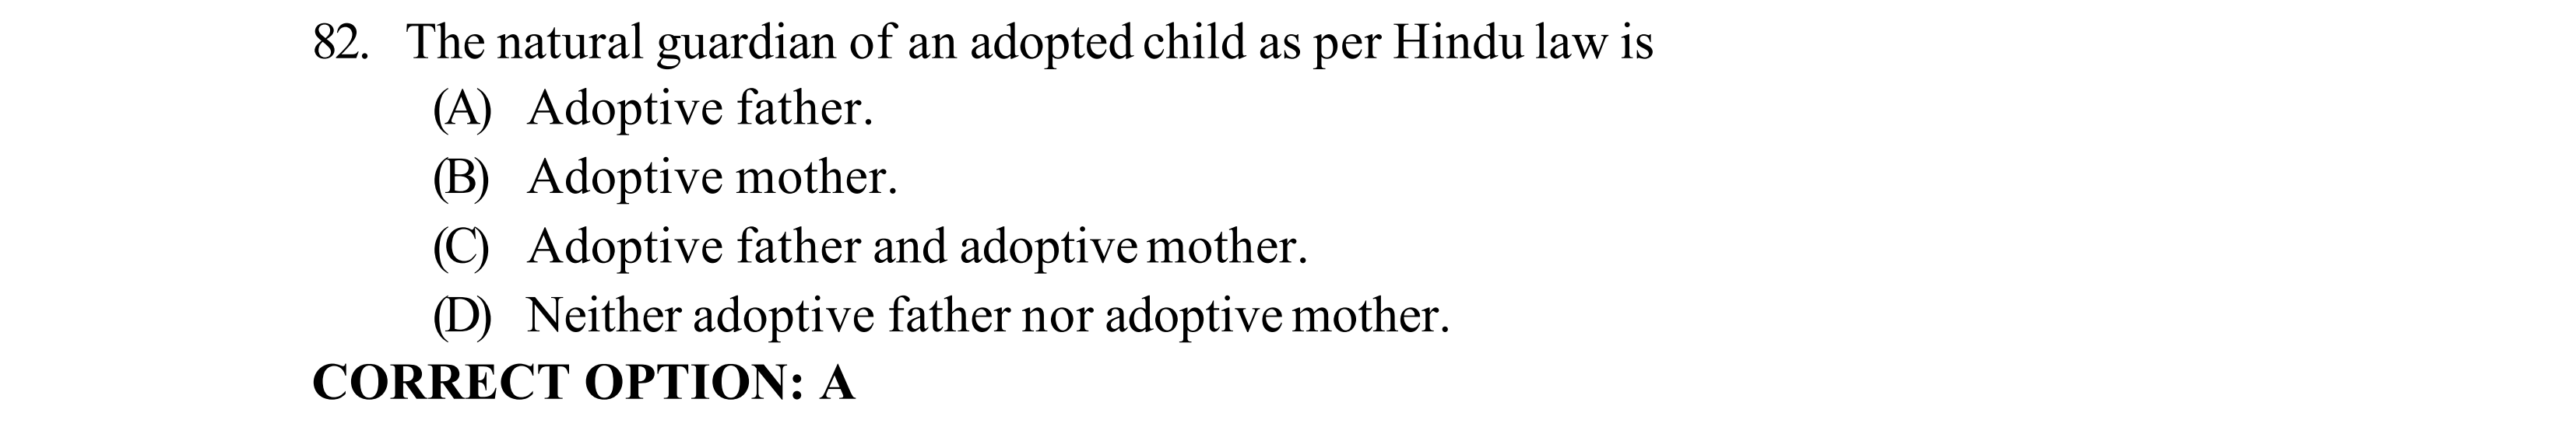 82. The natural guardian of an adopted child as per Hindu law is
(A) Adoptive father.
(B) Adoptive mother.
(C) Adoptive father and adoptive mother.
(D) Neither adoptive father nor adoptive mother.
CORRECT OPTION: A